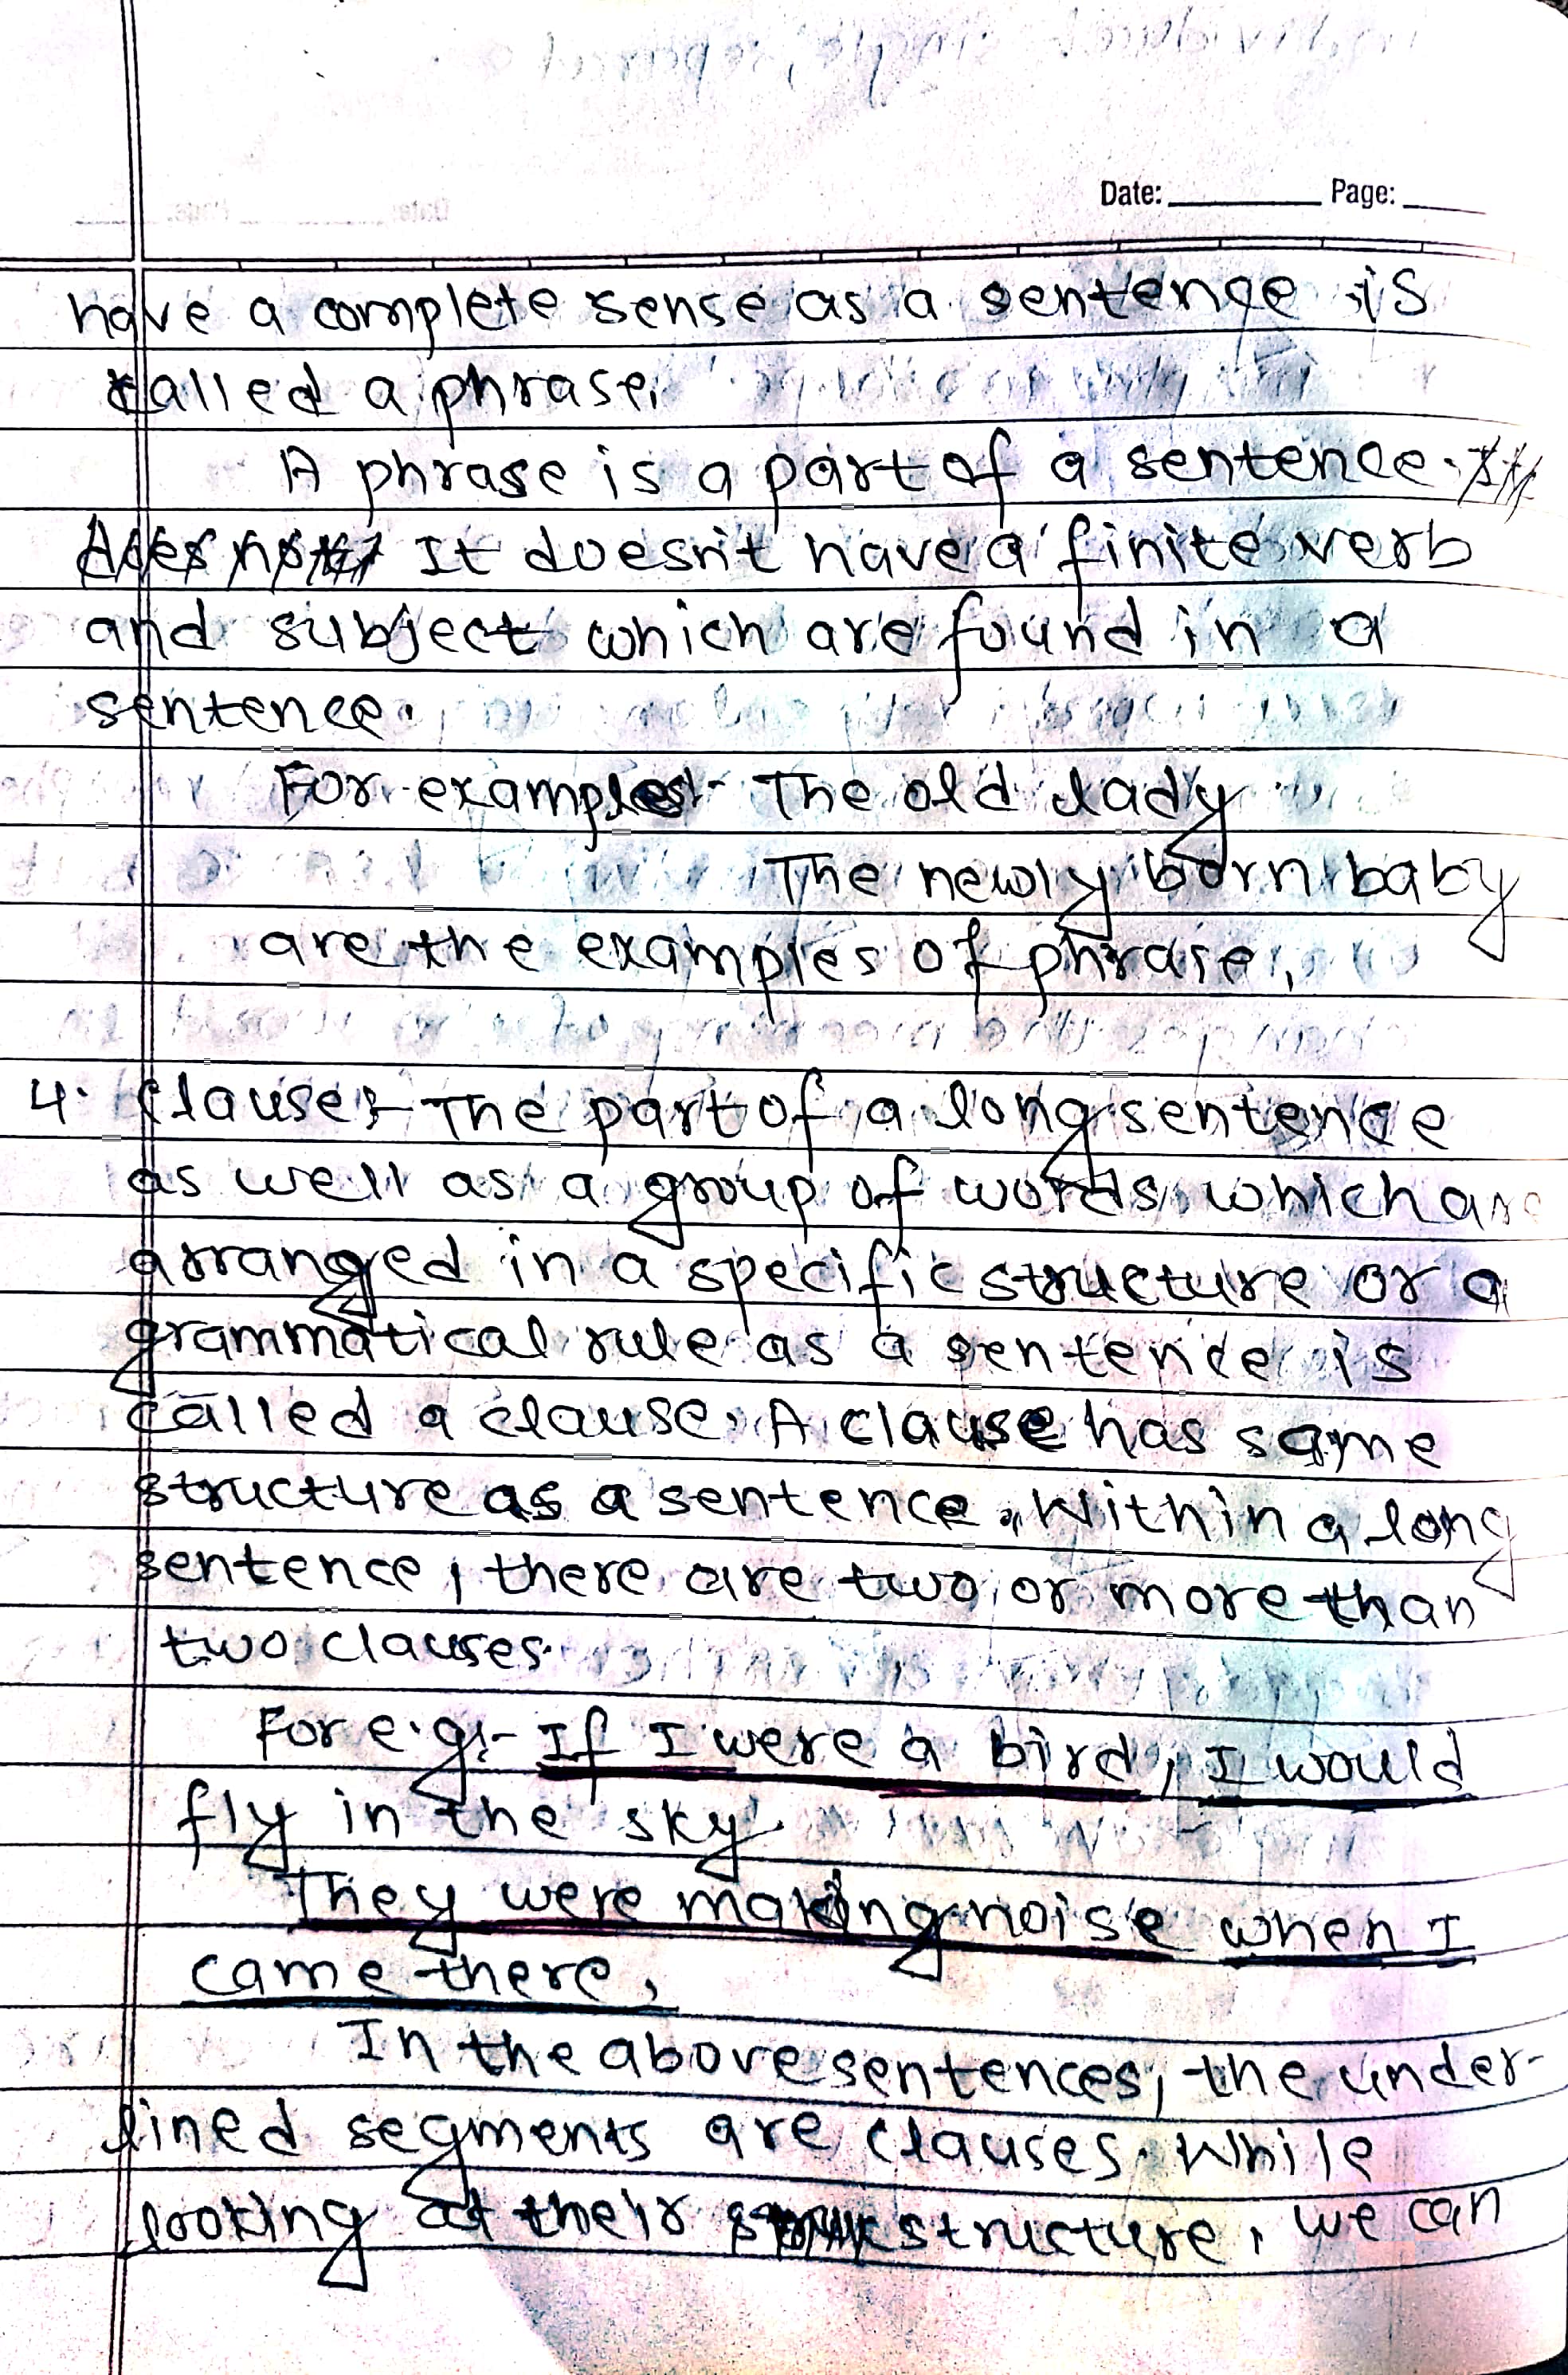 Date: Page:
have a complete sense as a sentence is
called a phrase.
A phrase is a part of a sentence.
It doesn't have a finite verb
and subject which are found in a
sentence.
For examples:- The old lady
The newly born baby
are the examples of phrase.
4. Clause:- The part of a long sentence
as well as a group of words which are
arranged in a specific structure or a
grammatical rule as a sentence is
called a clause. A clause has same
structure as a sentence. Within a long
sentence, there are two or more than
two clauses.
For e.g:- If I were a bird, I would
fly in the sky.
They were making noise when I
came there.
In the above sentences, the under-
lined segments are clauses. While
looking at their structure, we can